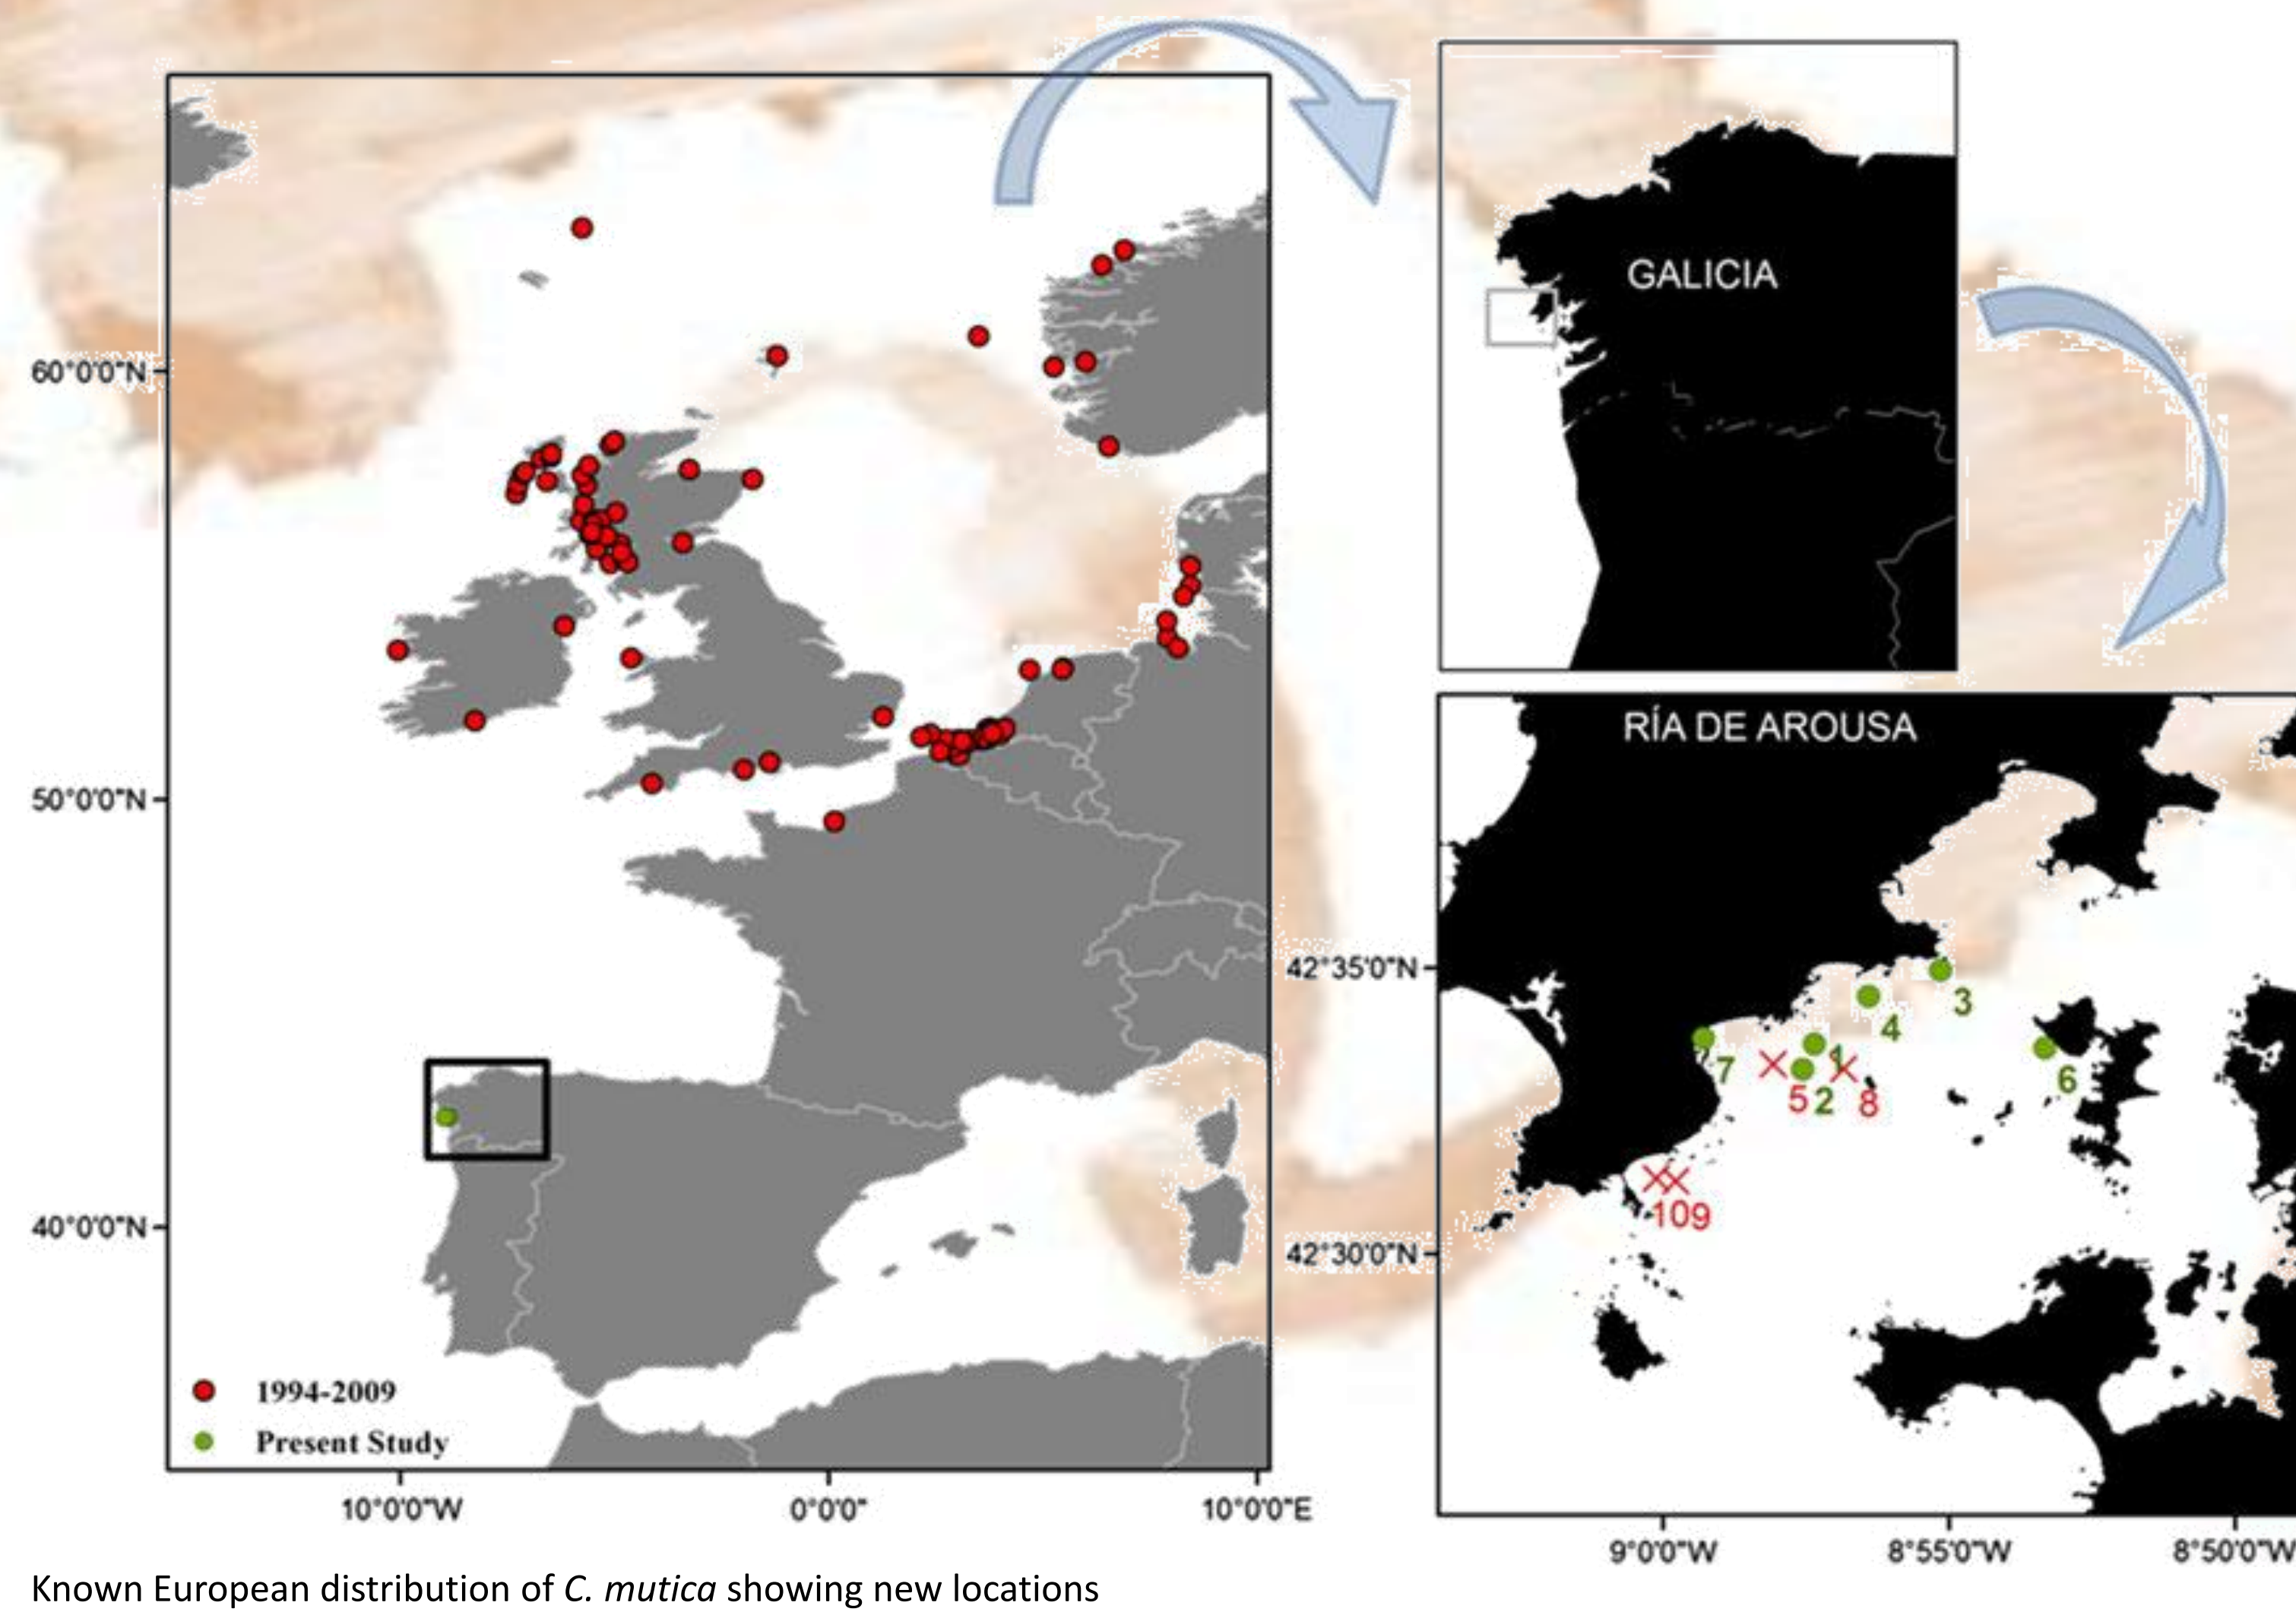 60°0'0"N
50°0'0"N
40°0'0"N
1994-2009
Present Study
10°0'0"W
0°0'0"
10°0'0"E
GALICIA
RÍA DE AROUSA
42°35'0"N
42°30'0"N
3
4
1
7
5
2
8
6
109
9°0'0"W
8°55'0"W
8°50'0"W
Known European distribution of C. mutica showing new locations